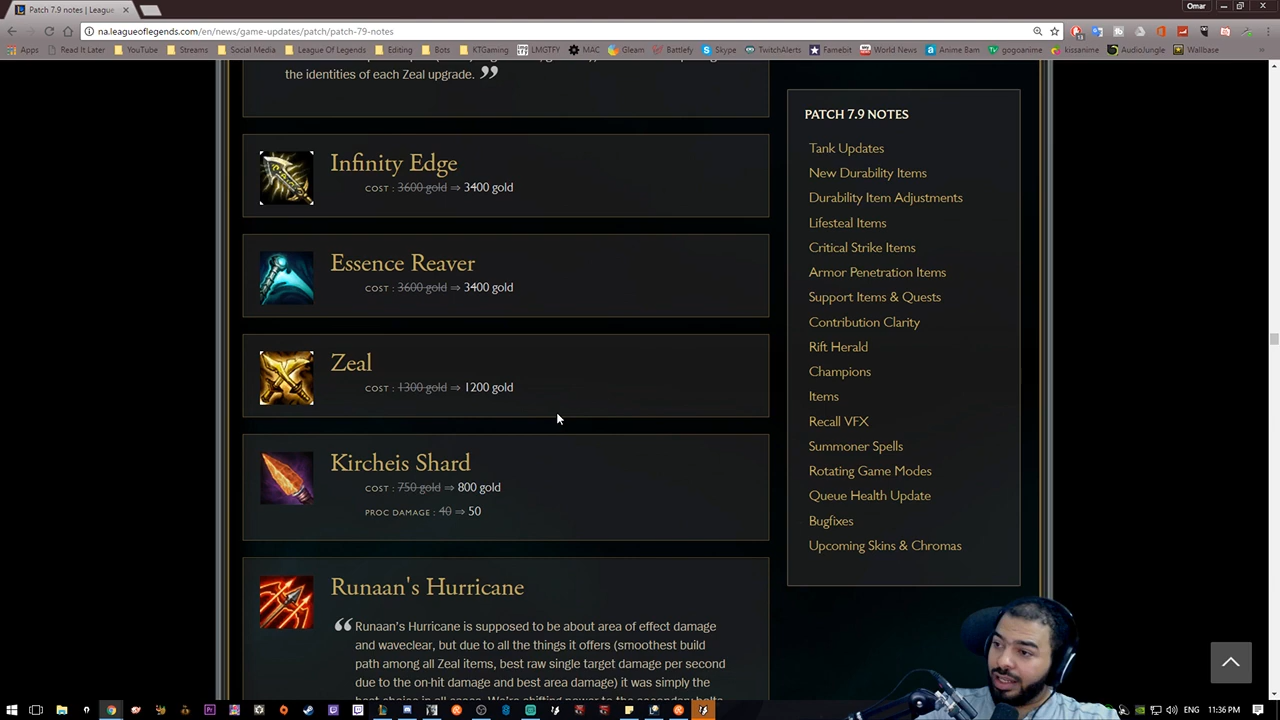 Patch 7.9 notes | League
Omar
na.leagueoflegends.com/en/news/game-updates/patch/patch-79-notes
Apps Read It Later YouTube Streams Social Media League Of Legends Editing Bots KTGaming LMGTFY MAC Gleam Battlefy Skype TwitchAlerts Famebit World News Anime Bam gogoanime kissanime AudioJungle Wallbase
the identities of each Zeal upgrade.
Infinity Edge
COST : 3600 gold ⇒ 3400 gold
Essence Reaver
COST : 3600 gold ⇒ 3400 gold
Zeal
COST : 1300 gold ⇒ 1200 gold
Kircheis Shard
COST : 750 gold ⇒ 800 gold
PROC DAMAGE : 40 ⇒ 50
Runaan's Hurricane
Runaan's Hurricane is supposed to be about area of effect damage
and waveclear, but due to all the things it offers (smoothest build
path among all Zeal items, best raw single target damage per second
due to the on-hit damage and best area damage) it was simply the
PATCH 7.9 NOTES
Tank Updates
New Durability Items
Durability Item Adjustments
Lifesteal Items
Critical Strike Items
Armor Penetration Items
Support Items & Quests
Contribution Clarity
Rift Herald
Champions
Items
Recall VFX
Summoner Spells
Rotating Game Modes
Queue Health Update
Bugfixes
Upcoming Skins & Chromas
ENG 11:36 PM